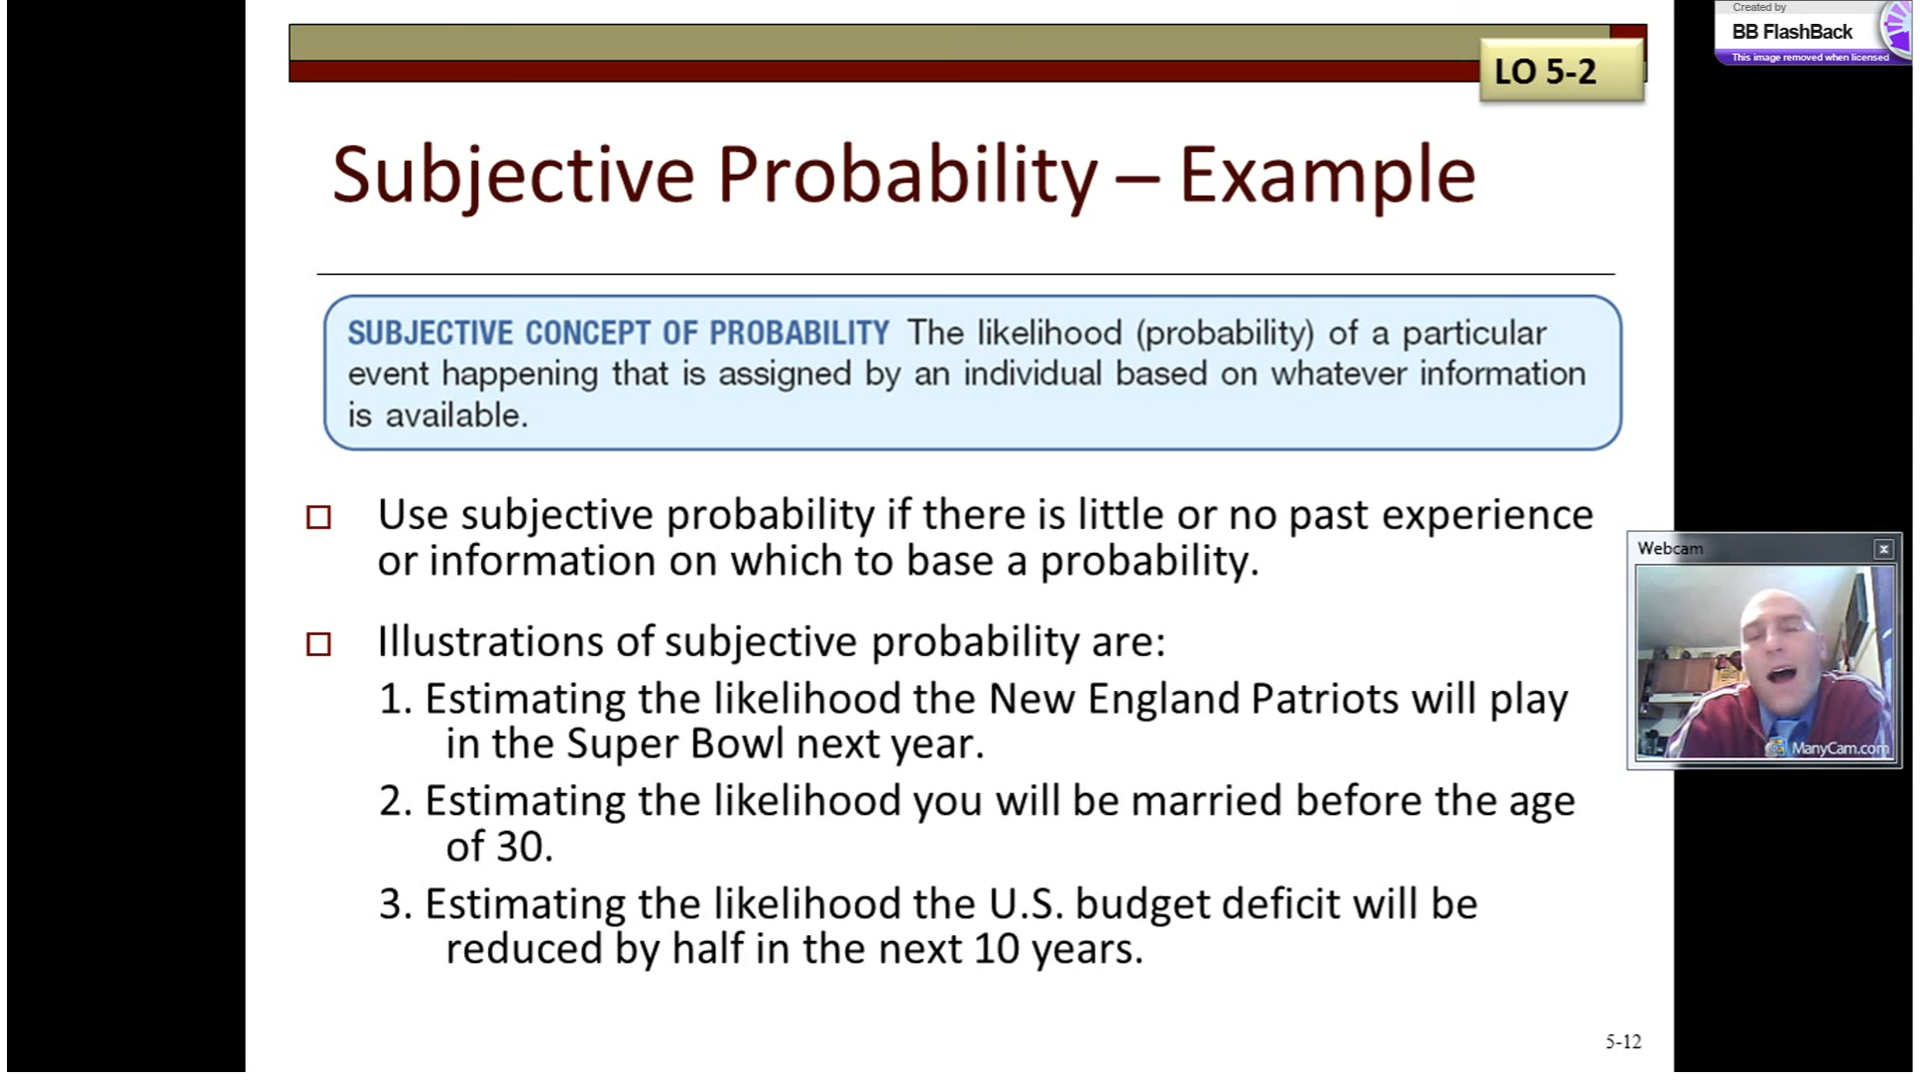 Created by
BB FlashBack
This image removed when licensed
LO 5-2
Subjective Probability – Example
SUBJECTIVE CONCEPT OF PROBABILITY The likelihood (probability) of a particular
event happening that is assigned by an individual based on whatever information
is available.
Use subjective probability if there is little or no past experience
or information on which to base a probability.
Illustrations of subjective probability are:
1. Estimating the likelihood the New England Patriots will play
in the Super Bowl next year.
2. Estimating the likelihood you will be married before the age
of 30.
3. Estimating the likelihood the U.S. budget deficit will be
reduced by half in the next 10 years.
Webcam
ManyCam.com
5-12